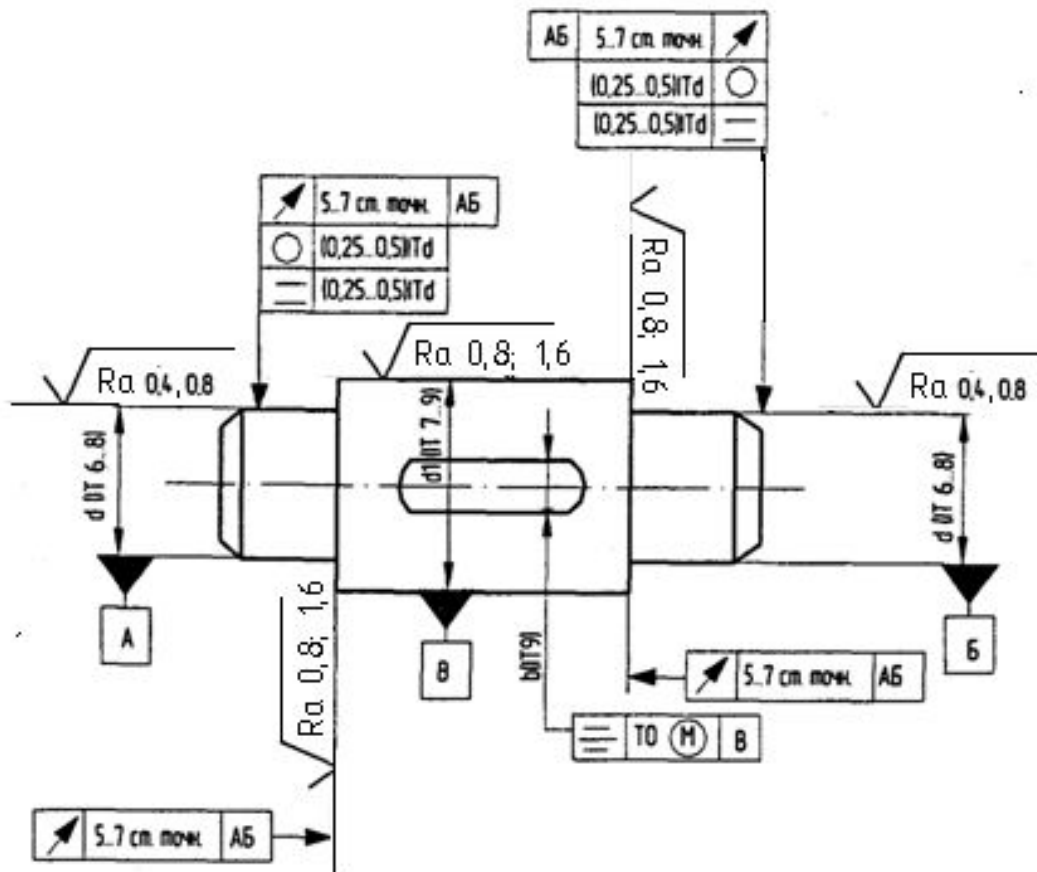 АБ 5...7 ст. точн.
(0,25...0,5)ITd
(0,25...0,5)ITd
5...7 ст. точн. АБ
(0,25...0,5)ITd
(0,25...0,5)ITd
Ra 0,8; 1,6
Ra 0,4, 0,8
Ra 0,8; 1,6
Ra 0,4, 0,8
d (IT 6...8)
d1 (IT 7...9)
d (IT 6...8)
А
Ra 0,8; 1,6
В
b(IT9)
Б
5...7 ст. точн. АБ
ТО М В
5...7 ст. точн. АБ